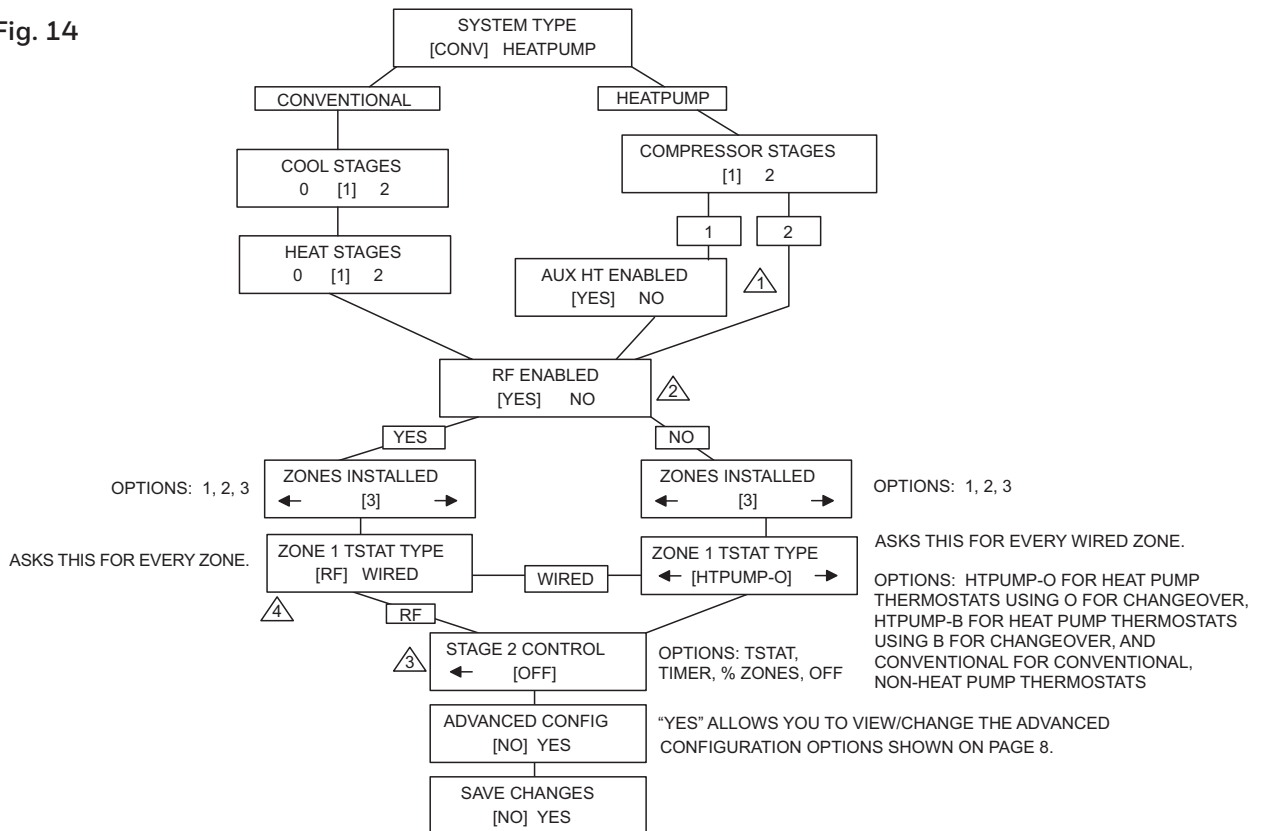 Fig. 14
SYSTEM TYPE
[CONV] HEATPUMP
CONVENTIONAL
HEATPUMP
COOL STAGES
0 [1] 2
COMPRESSOR STAGES
[1] 2
1
2
HEAT STAGES
0 [1] 2
AUX HT ENABLED
[YES] NO
1
RF ENABLED
[YES] NO
2
YES
NO
OPTIONS: 1, 2, 3
ZONES INSTALLED
← [3] →
ZONES INSTALLED
← [3] →
OPTIONS: 1, 2, 3
ASKS THIS FOR EVERY ZONE.
ZONE 1 TSTAT TYPE
[RF] WIRED
WIRED
ZONE 1 TSTAT TYPE
← [HTPUMP-O] →
ASKS THIS FOR EVERY WIRED ZONE.
OPTIONS: HTPUMP-O FOR HEAT PUMP
THERMOSTATS USING O FOR CHANGEOVER,
HTPUMP-B FOR HEAT PUMP THERMOSTATS
USING B FOR CHANGEOVER, AND
CONVENTIONAL FOR CONVENTIONAL,
NON-HEAT PUMP THERMOSTATS
4
RF
3
STAGE 2 CONTROL
← [OFF]
OPTIONS: TSTAT,
TIMER, % ZONES, OFF
ADVANCED CONFIG
[NO] YES
“YES” ALLOWS YOU TO VIEW/CHANGE THE ADVANCED
CONFIGURATION OPTIONS SHOWN ON PAGE 8.
SAVE CHANGES
[NO] YES